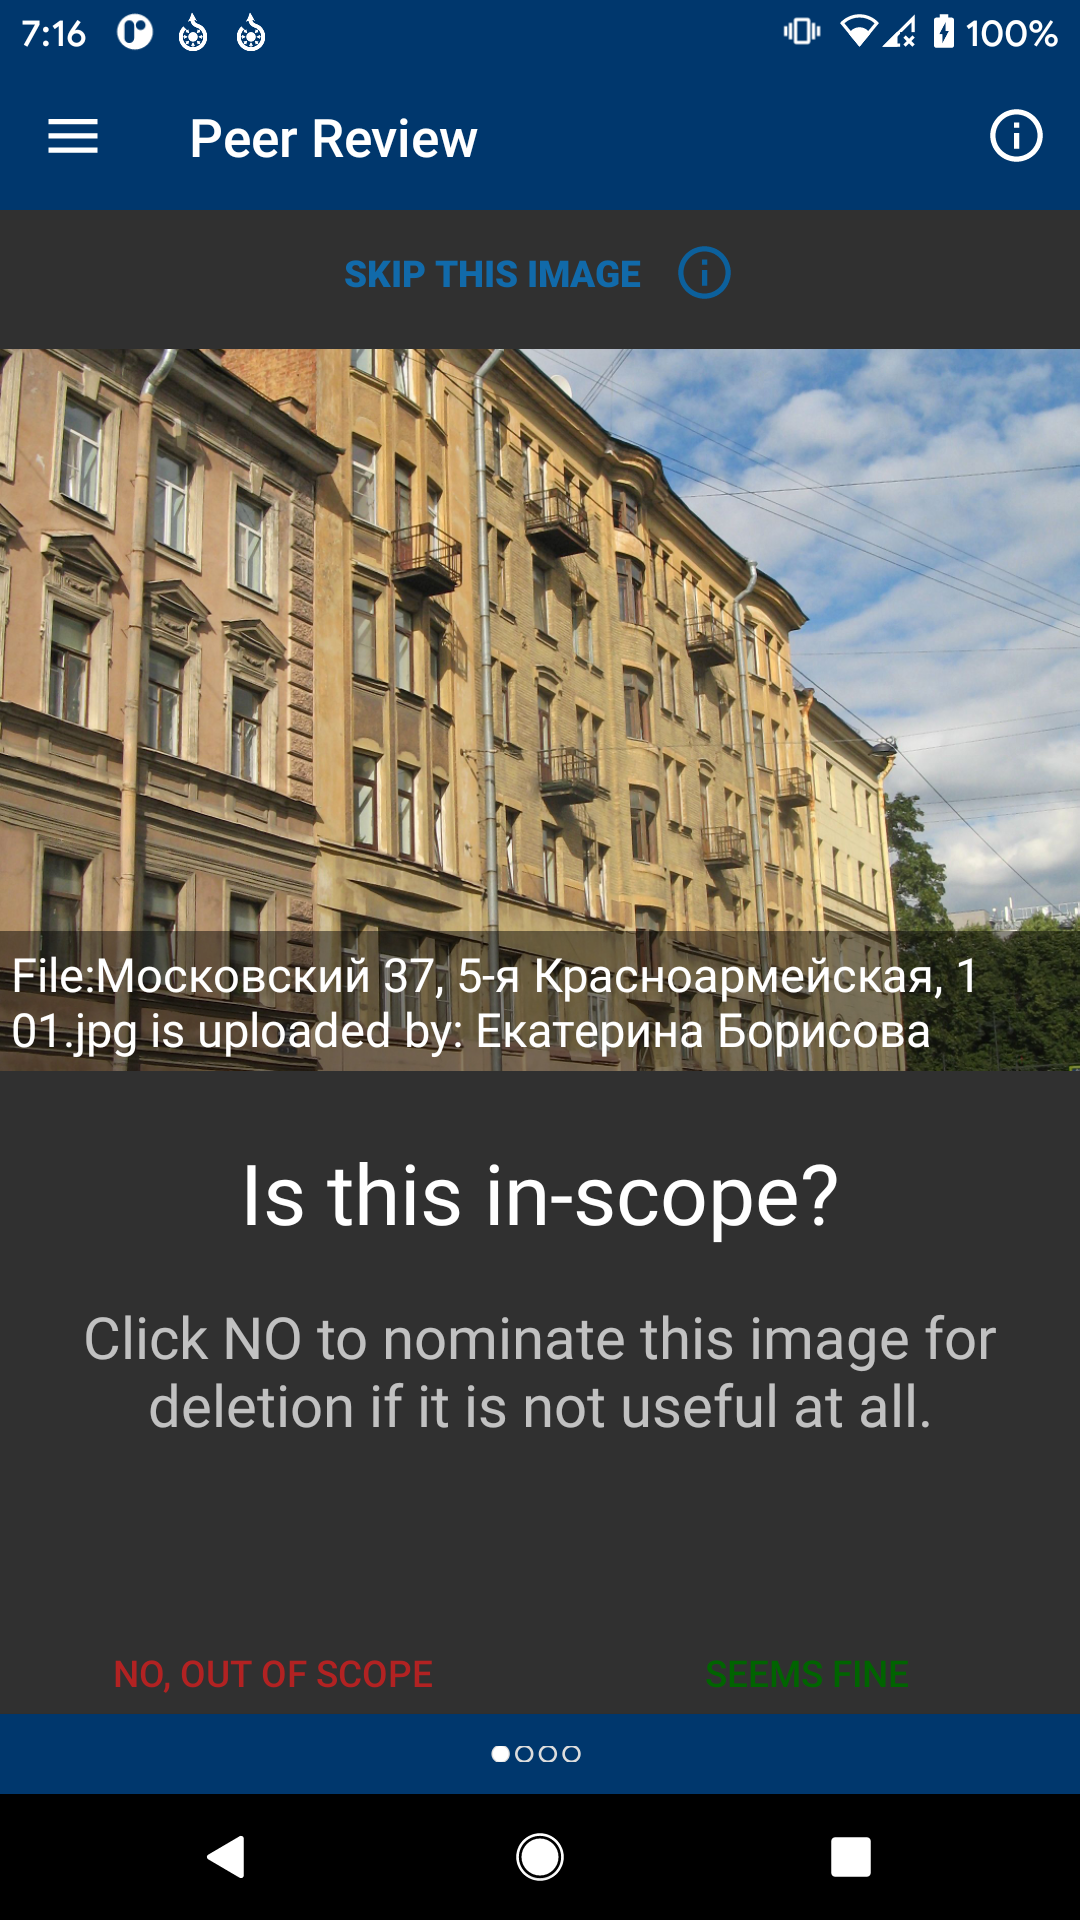 7:16
100%
Peer Review
SKIP THIS IMAGE
File:Московский 37, 5-я Красноармейская, 1
01.jpg is uploaded by: Екатерина Борисова
Is this in-scope?
Click NO to nominate this image for
deletion if it is not useful at all.
NO, OUT OF SCOPE
SEEMS FINE